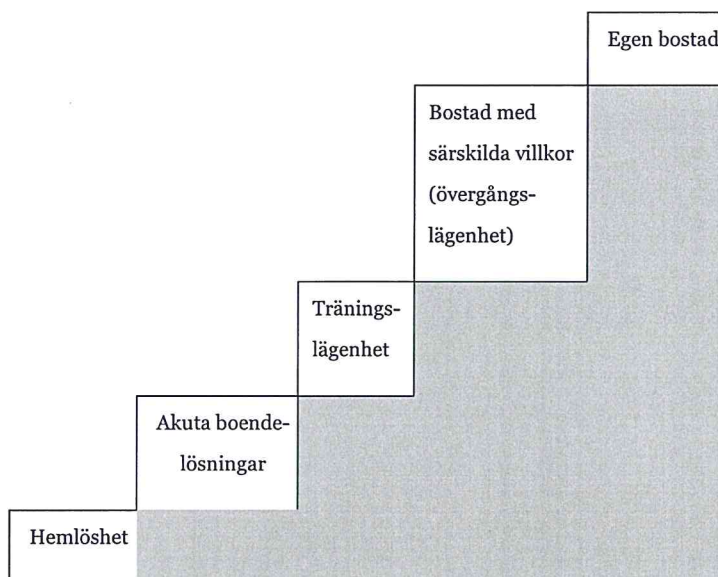 Egen bostad
Bostad med
särskilda villkor
(övergångs-
lägenhet)
Tränings-
lägenhet
Akuta boende-
lösningar
Hemlöshet